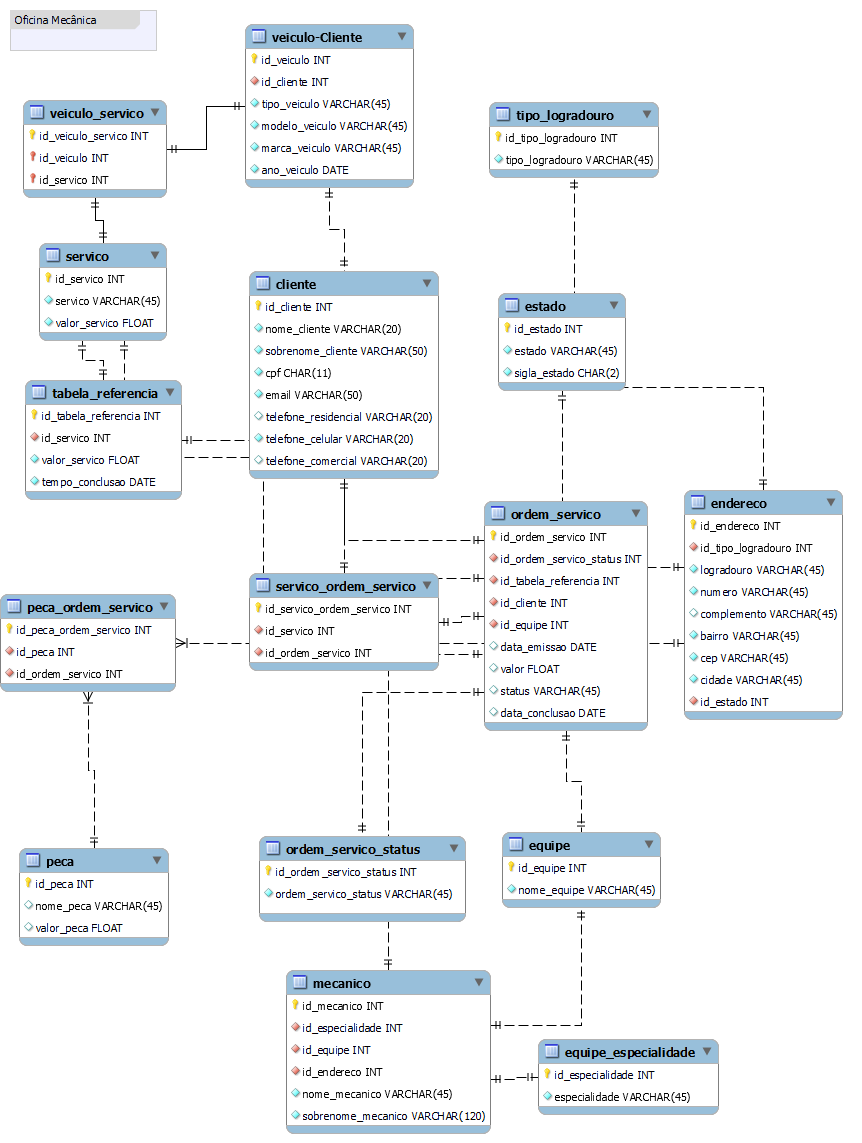 Oficina Mecânica
veiculo-Cliente
id_veiculo INT
id_cliente INT
tipo_veiculo VARCHAR(45)
modelo_veiculo VARCHAR(45)
marca_veiculo VARCHAR(45)
ano_veiculo DATE
veiculo_servico
id_veiculo_servico INT
id_veiculo INT
id_servico INT
tipo_logradouro
id_tipo_logradouro INT
tipo_logradouro VARCHAR(45)
servico
id_servico INT
servico VARCHAR(45)
valor_servico FLOAT
cliente
id_cliente INT
nome_cliente VARCHAR(20)
sobrenome_cliente VARCHAR(50)
cpf CHAR(11)
email VARCHAR(50)
telefone_residencial VARCHAR(20)
telefone_celular VARCHAR(20)
telefone_comercial VARCHAR(20)
estado
id_estado INT
estado VARCHAR(45)
sigla_estado CHAR(2)
tabela_referencia
id_tabela_referencia INT
id_servico INT
valor_servico FLOAT
tempo_conclusao DATE
ordem_servico
id_ordem_servico INT
id_ordem_servico_status INT
id_tabela_referencia INT
id_cliente INT
id_equipe INT
data_emissao DATE
valor FLOAT
status VARCHAR(45)
data_conclusao DATE
endereco
id_endereco INT
id_tipo_logradouro INT
logradouro VARCHAR(45)
numero VARCHAR(45)
complemento VARCHAR(45)
bairro VARCHAR(45)
cep VARCHAR(45)
cidade VARCHAR(45)
id_estado INT
servico_ordem_servico
id_servico_ordem_servico INT
id_servico INT
id_ordem_servico INT
peca_ordem_servico
id_peca_ordem_servico INT
id_peca INT
id_ordem_servico INT
peca
id_peca INT
nome_peca VARCHAR(45)
valor_peca FLOAT
ordem_servico_status
id_ordem_servico_status INT
ordem_servico_status VARCHAR(45)
equipe
id_equipe INT
nome_equipe VARCHAR(45)
mecanico
id_mecanico INT
id_especialidade INT
id_equipe INT
id_endereco INT
nome_mecanico VARCHAR(45)
sobrenome_mecanico VARCHAR(120)
equipe_especialidade
id_especialidade INT
especialidade VARCHAR(45)